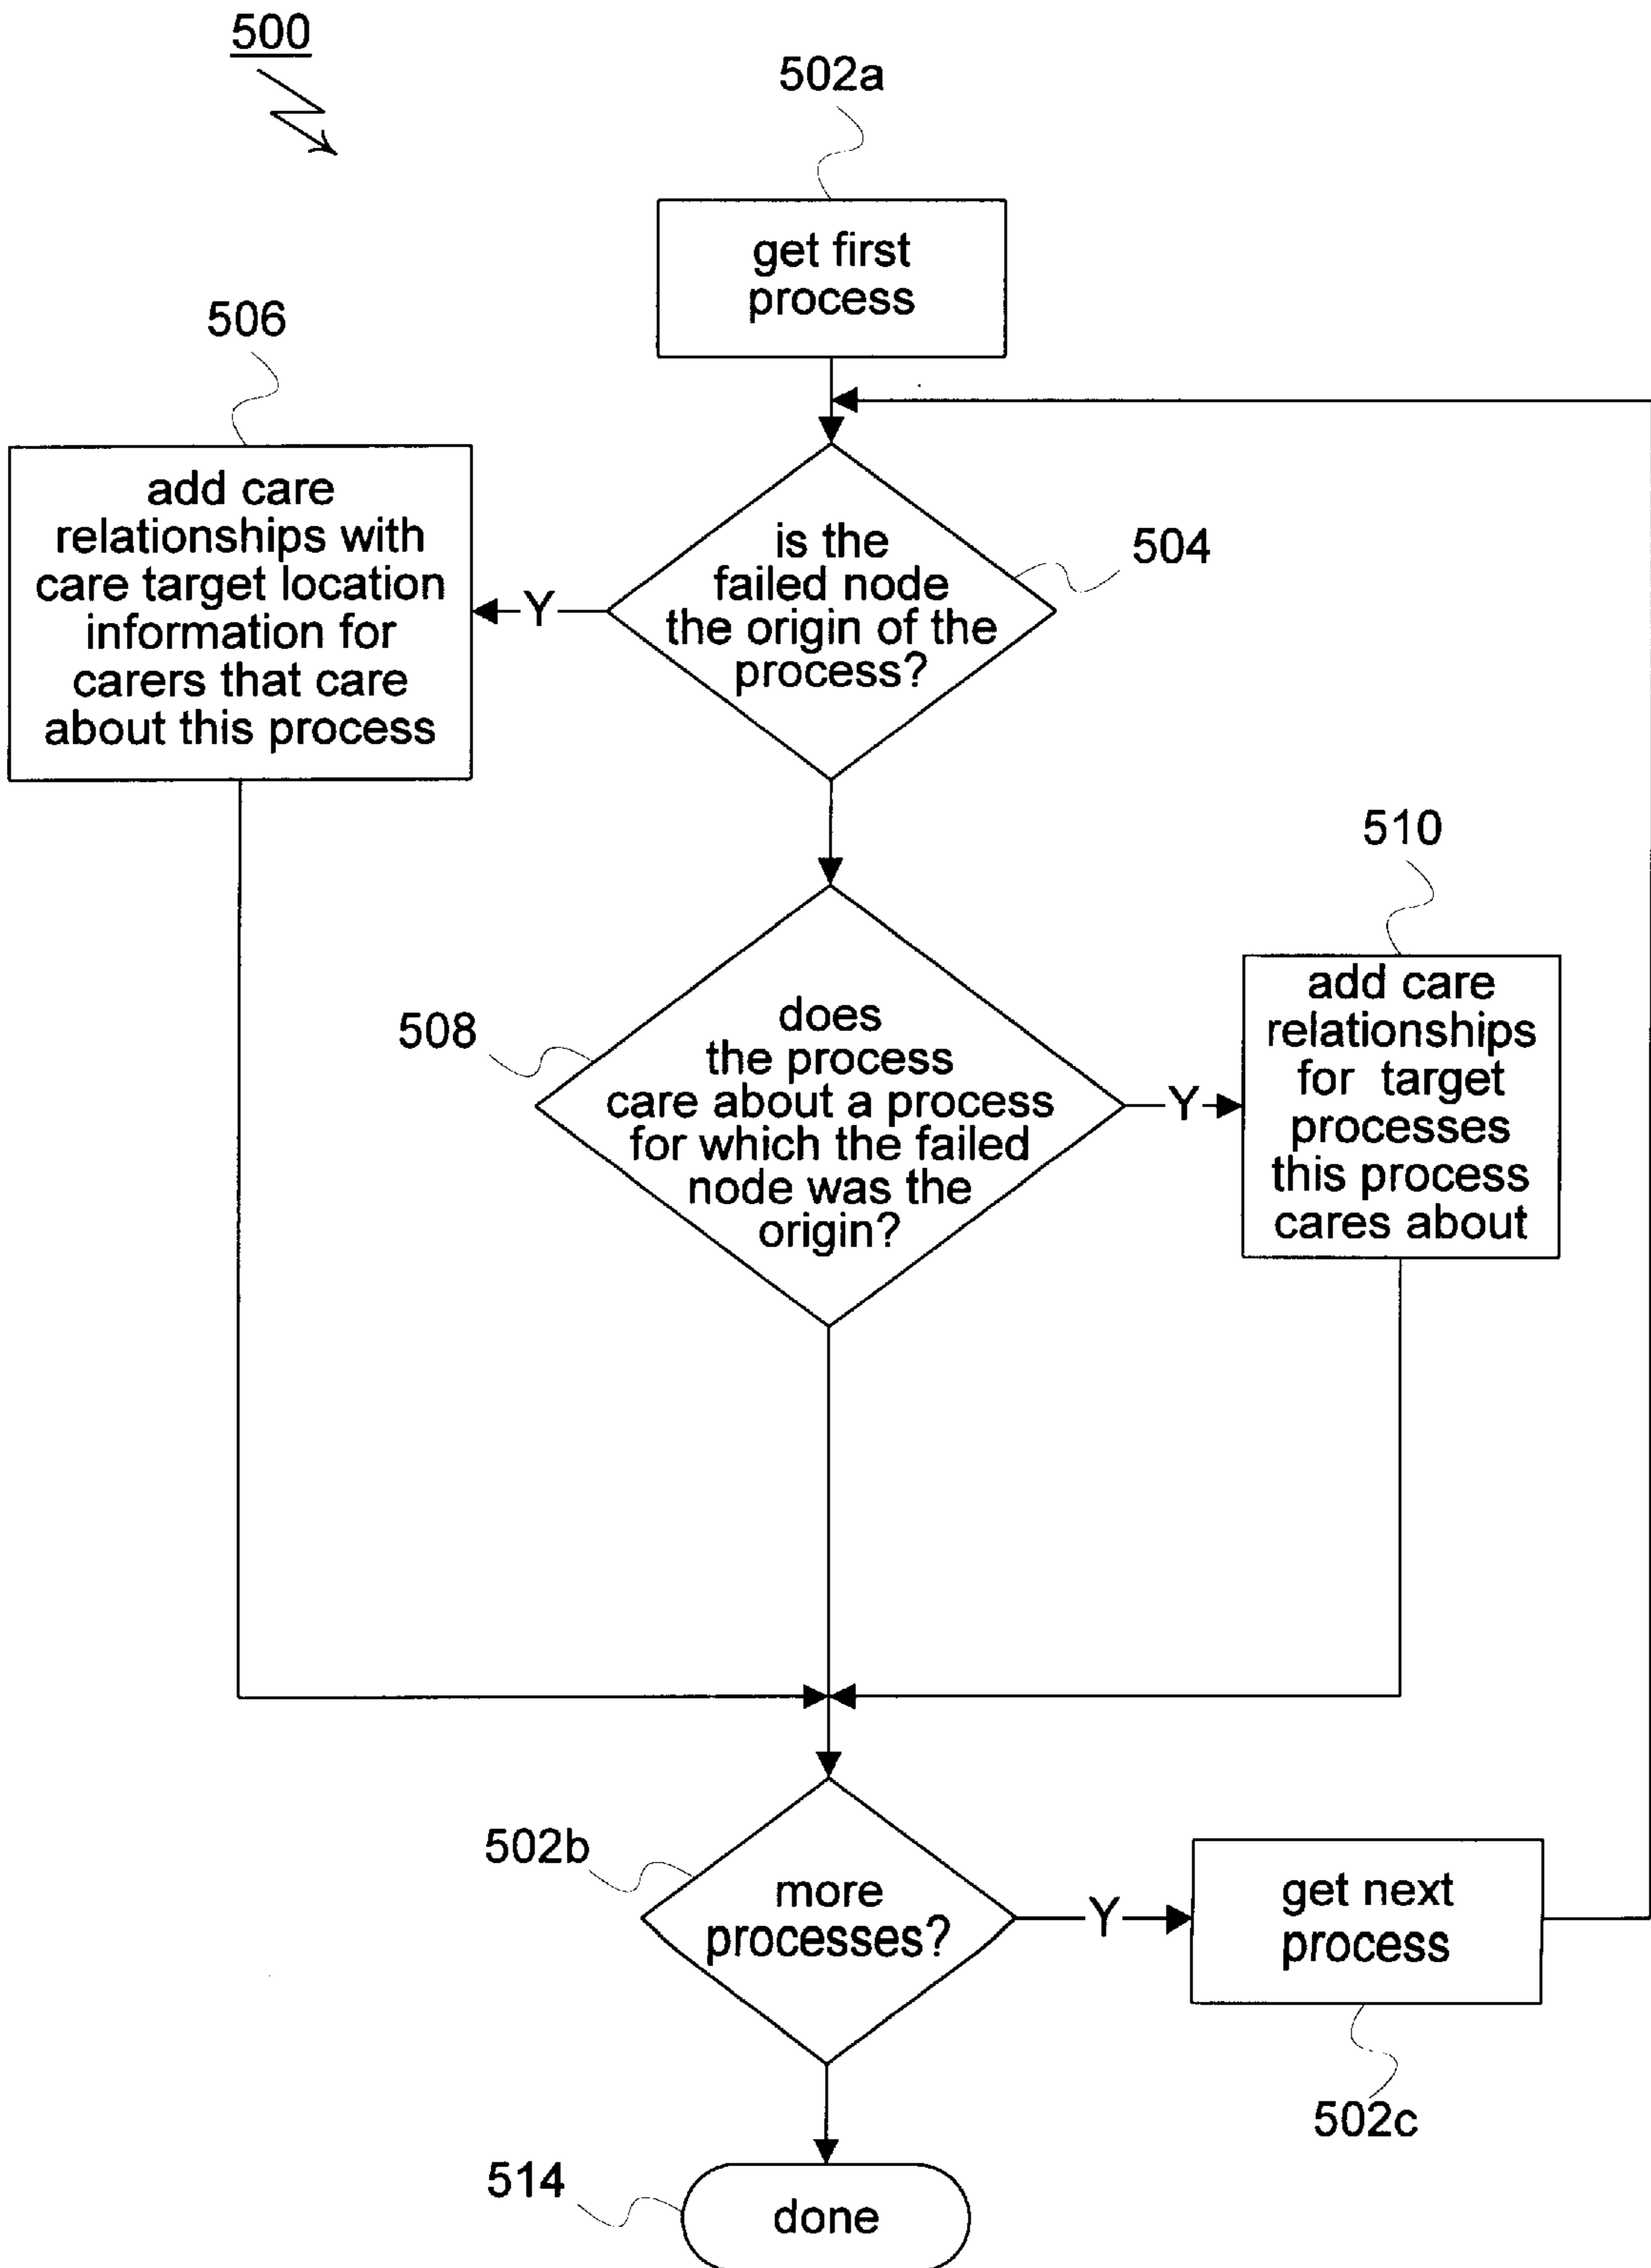 500
502a
get first
process
506
add care
relationships with
care target location
information for
carers that care
about this process
Y
is the
failed node
the origin of the
process?
504
508
does
the process
care about a process
for which the failed
node was the
origin?
Y
510
add care
relationships
for target
processes
this process
cares about
502b
more
processes?
Y
get next
process
502c
514
done